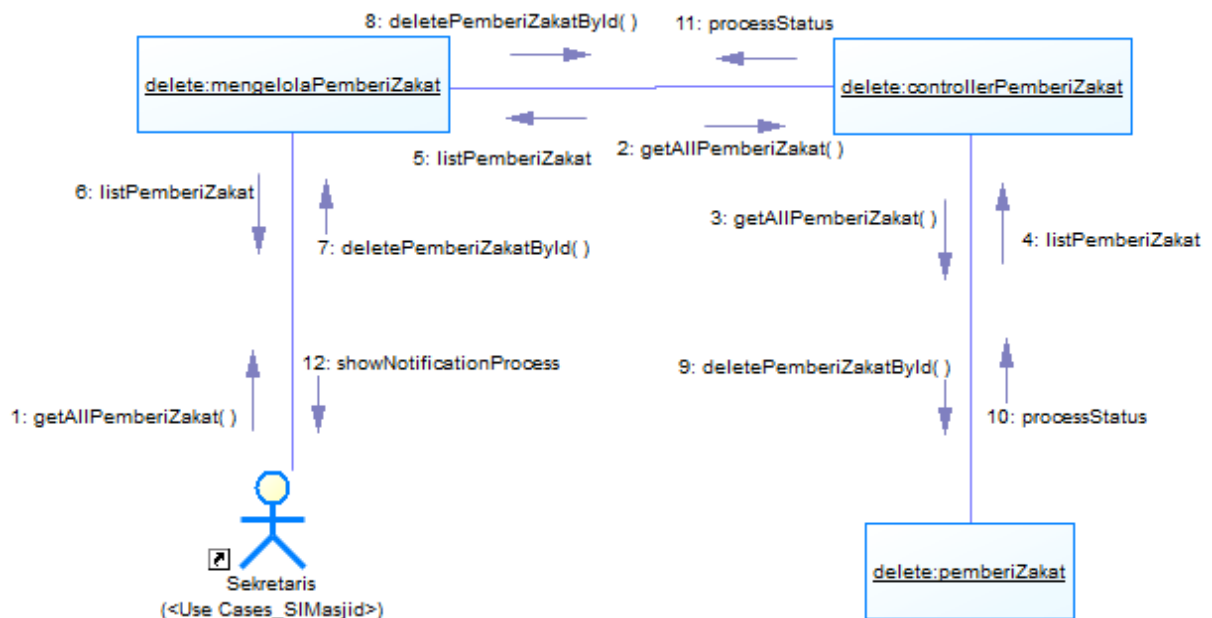 8: deletePemberiZakatById( )
11: processStatus
delete:mengelolaPemberiZakat
delete:controllerPemberiZakat
5: listPemberiZakat
2: getAllPemberiZakat( )
6: listPemberiZakat
7: deletePemberiZakatById( )
3: getAllPemberiZakat( )
4: listPemberiZakat
12: showNotificationProcess
1: getAllPemberiZakat( )
9: deletePemberiZakatById( )
10: processStatus
Sekretaris
(<Use Cases_SIMasjid>)
delete:pemberiZakat